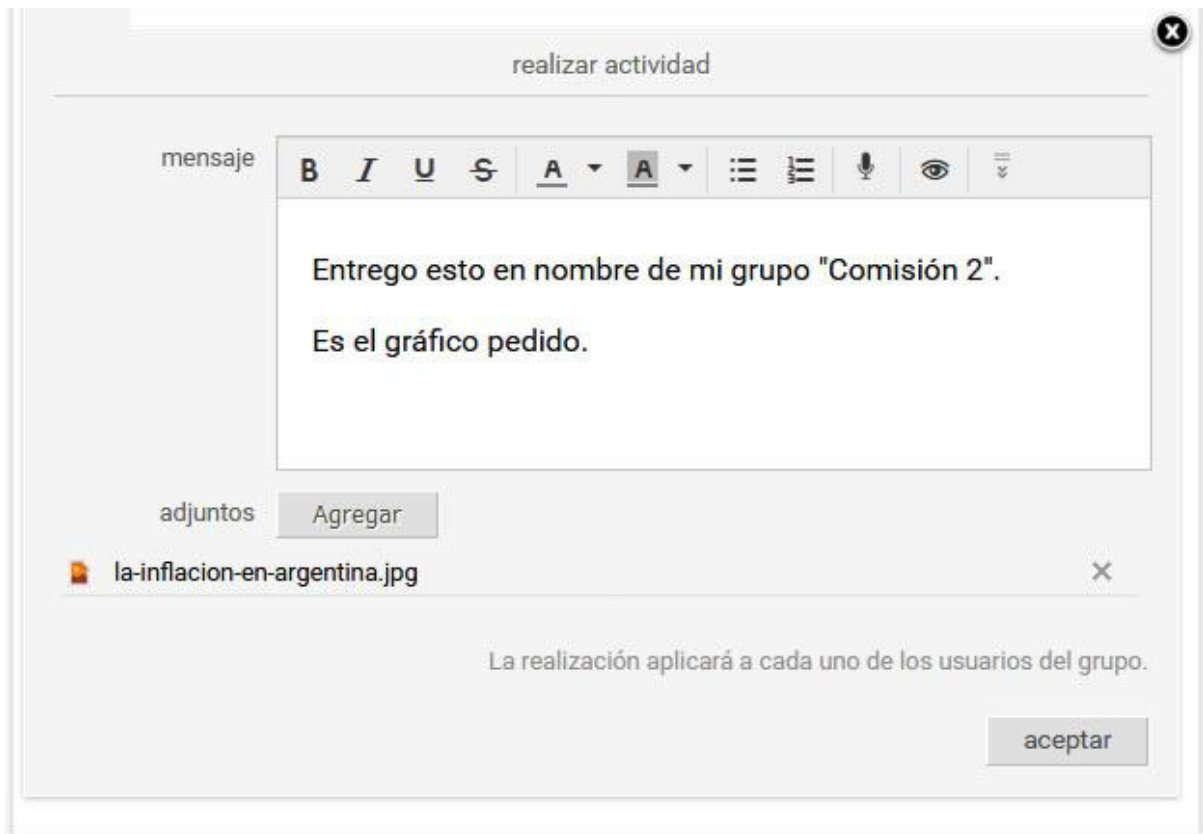 realizar actividad
mensaje
Entrego esto en nombre de mi grupo "Comisión 2".
Es el gráfico pedido.
adjuntos
Agregar
la-inflacion-en-argentina.jpg
La realización aplicará a cada uno de los usuarios del grupo.
aceptar